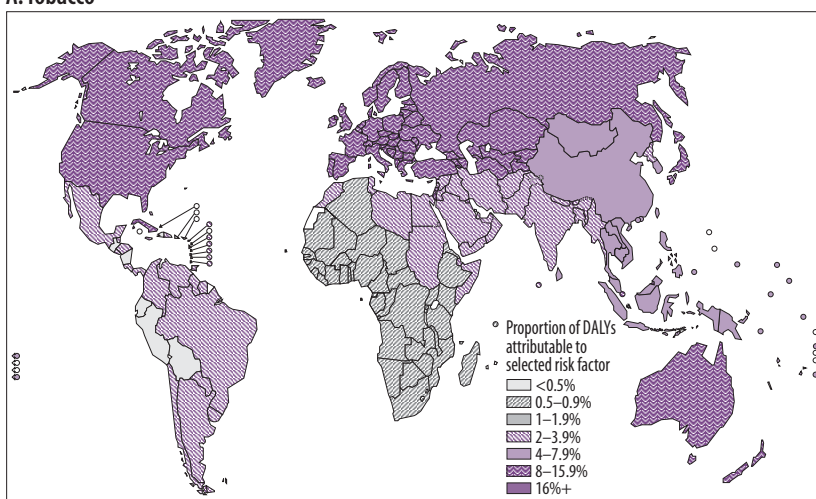 A. Tobacco
Proportion of DALYs
attributable to
selected risk factor
<0.5%
0.5–0.9%
1–1.9%
2–3.9%
4–7.9%
8–15.9%
16%+